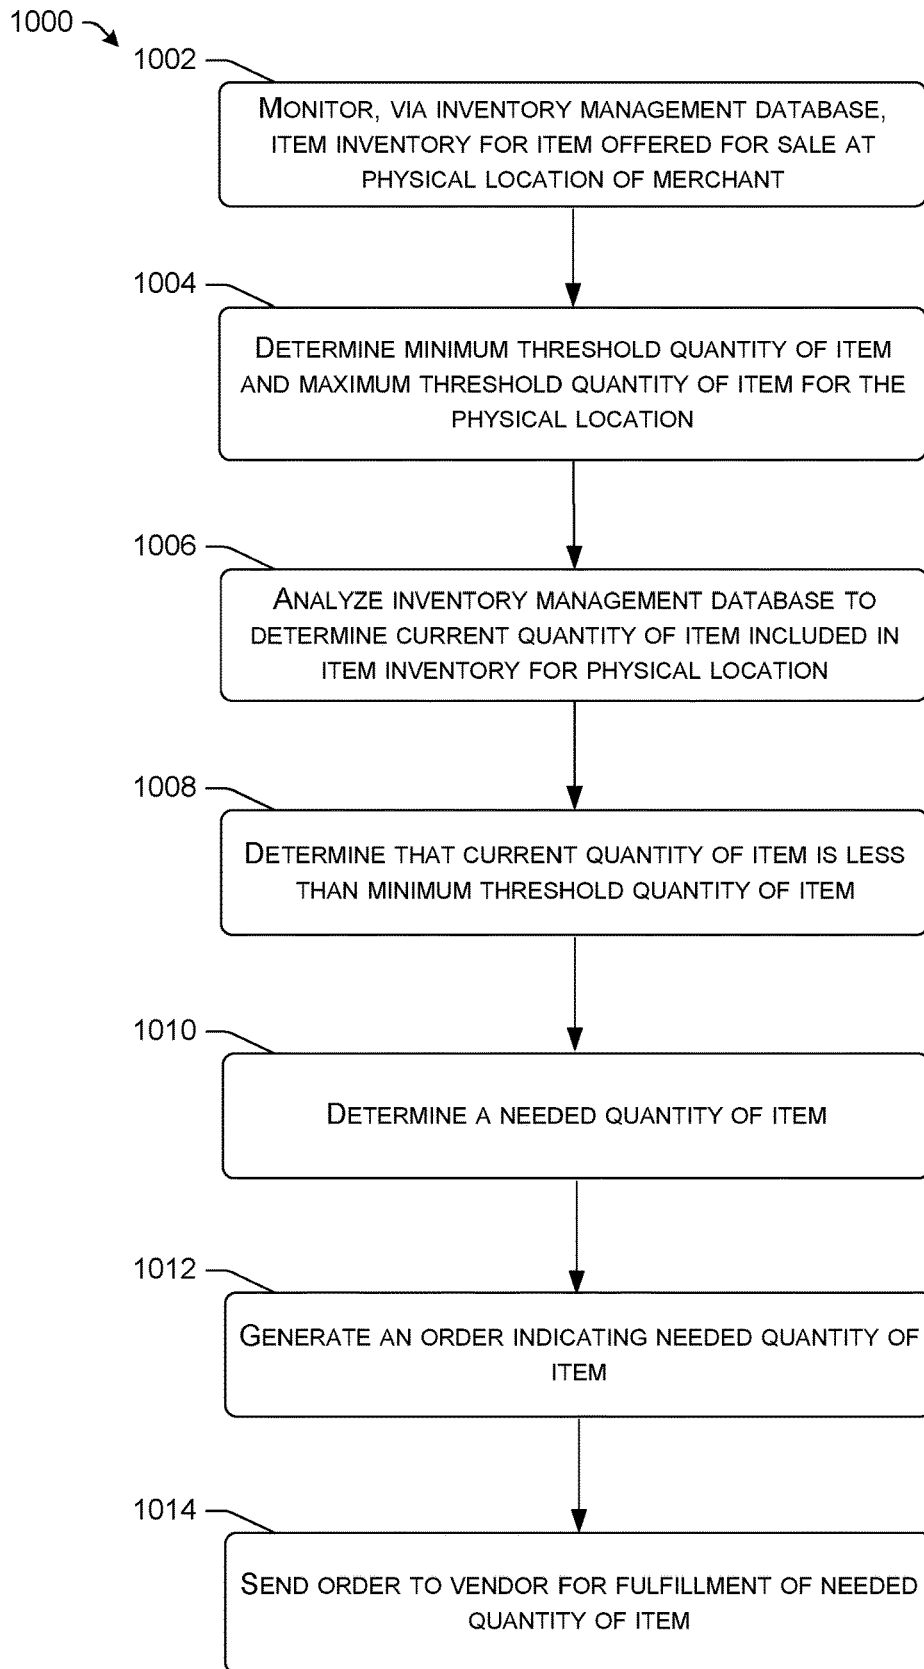 1000
1002
MONITOR, VIA INVENTORY MANAGEMENT DATABASE,
ITEM INVENTORY FOR ITEM OFFERED FOR SALE AT
PHYSICAL LOCATION OF MERCHANT
1004
DETERMINE MINIMUM THRESHOLD QUANTITY OF ITEM
AND MAXIMUM THRESHOLD QUANTITY OF ITEM FOR THE
PHYSICAL LOCATION
1006
ANALYZE INVENTORY MANAGEMENT DATABASE TO
DETERMINE CURRENT QUANTITY OF ITEM INCLUDED IN
ITEM INVENTORY FOR PHYSICAL LOCATION
1008
DETERMINE THAT CURRENT QUANTITY OF ITEM IS LESS
THAN MINIMUM THRESHOLD QUANTITY OF ITEM
1010
DETERMINE A NEEDED QUANTITY OF ITEM
1012
GENERATE AN ORDER INDICATING NEEDED QUANTITY OF
ITEM
1014
SEND ORDER TO VENDOR FOR FULFILLMENT OF NEEDED
QUANTITY OF ITEM